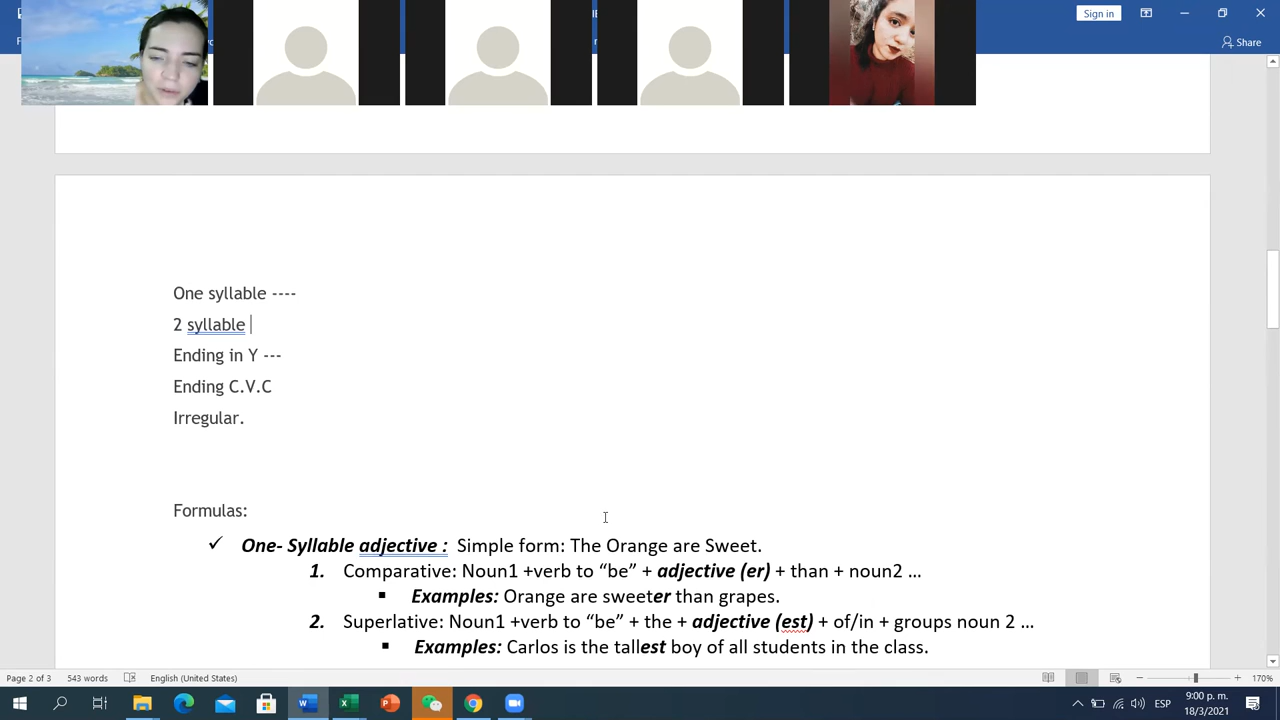 Sign in
Share
One syllable ----
2 syllable
Ending in Y ---
Ending C.V.C
Irregular.
Formulas:
✓ One- Syllable adjective : Simple form: The Orange are Sweet.
1. Comparative: Noun1 +verb to “be” + adjective (er) + than + noun2 ...
▪ Examples: Orange are sweeter than grapes.
2. Superlative: Noun1 +verb to “be” + the + adjective (est) + of/in + groups noun 2 ...
▪ Examples: Carlos is the tallest boy of all students in the class.
Page 2 of 3 543 words English (United States) 170%
ESP 9:00 p. m.
18/3/2021